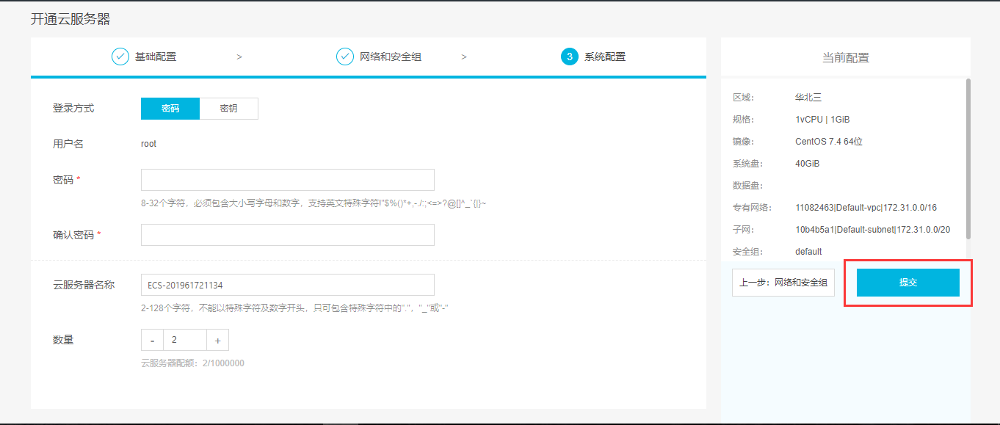 开通云服务器
基础配置 > 网络和安全组 > 3 系统配置
登录方式 密码 密钥
用户名 root
密码 *
8-32个字符，必须包含大小写字母和数字，支持英文特殊字符!"$%()*+,-./:;<=>?@[]^_`{|}~
确认密码 *
云服务器名称 ECS-201961721134
2-128个字符，不能以特殊字符及数字开头，只可包含特殊字符中的"."，"_"或"-"
数量 - 2 +
云服务器配额：2/1000000
当前配置
区域： 华北三
规格： 1vCPU | 1GiB
镜像： CentOS 7.4 64位
系统盘： 40GiB
数据盘：
专有网络： 11082463|Default-vpc|172.31.0.0/16
子网： 10b4b5a1|Default-subnet|172.31.0.0/20
安全组： default
上一步：网络和安全组 提交